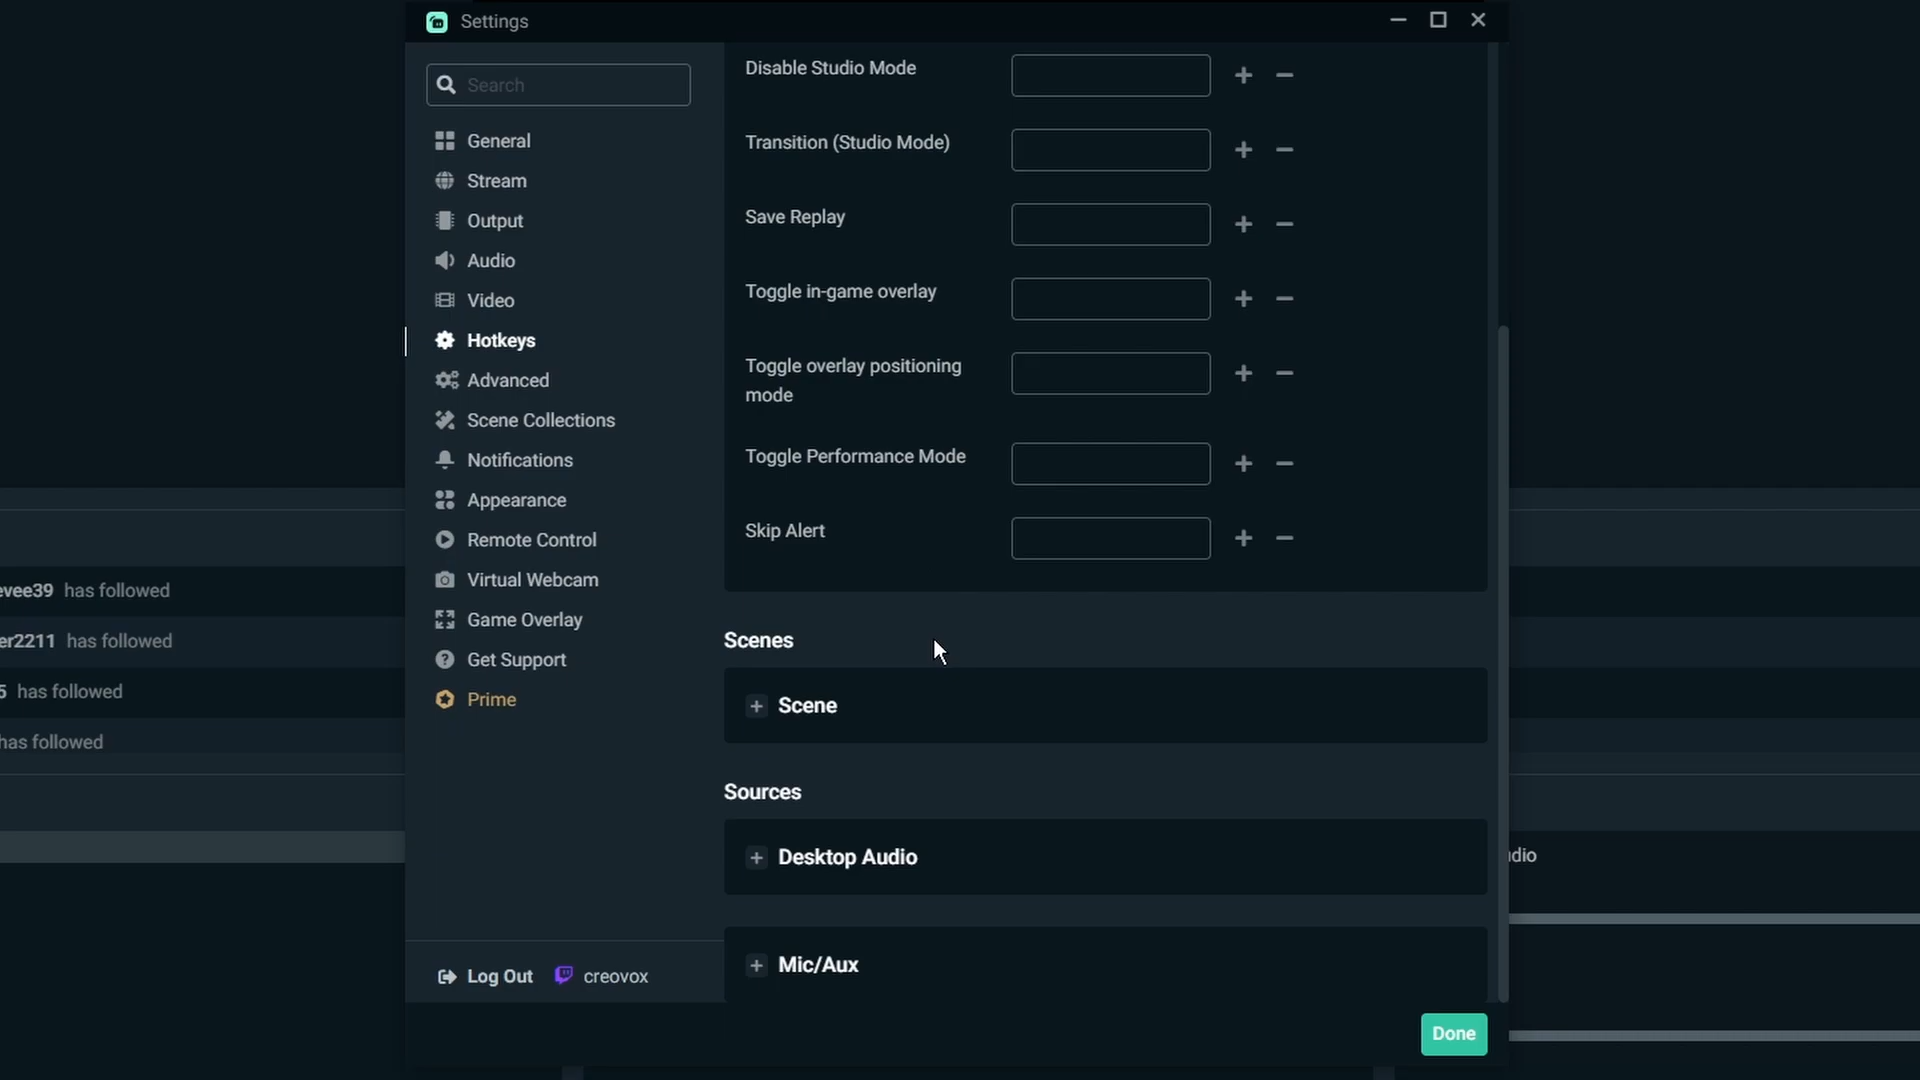 Settings
Search
General
Stream
Output
Audio
Video
Hotkeys
Advanced
Scene Collections
Notifications
Appearance
Remote Control
Virtual Webcam
Game Overlay
Get Support
Prime
Log Out creovox
Disable Studio Mode
Transition (Studio Mode)
Save Replay
Toggle in-game overlay
Toggle overlay positioning
mode
Toggle Performance Mode
Skip Alert
Scenes
Scene
Sources
Desktop Audio
Mic/Aux
Done
evee39 has followed
er2211 has followed
5 has followed
has followed
dio